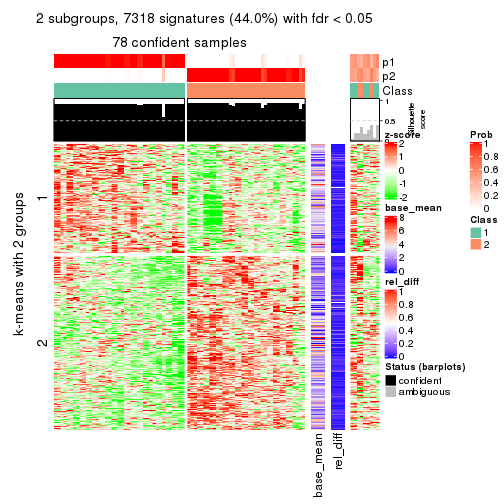 2 subgroups, 7318 signatures (44.0%) with fdr < 0.05
78 confident samples
p1
p2
Class
1
0.5
0
Silhouette
score
k-means with 2 groups
1
2
base_mean
rel_diff
z-score
2
1
0
-1
-2
base_mean
8
6
4
2
0
rel_diff
1
0.8
0.6
0.4
0.2
0
Status (barplots)
confident
ambiguous
Prob
1
0.8
0.6
0.4
0.2
0
Class
1
2